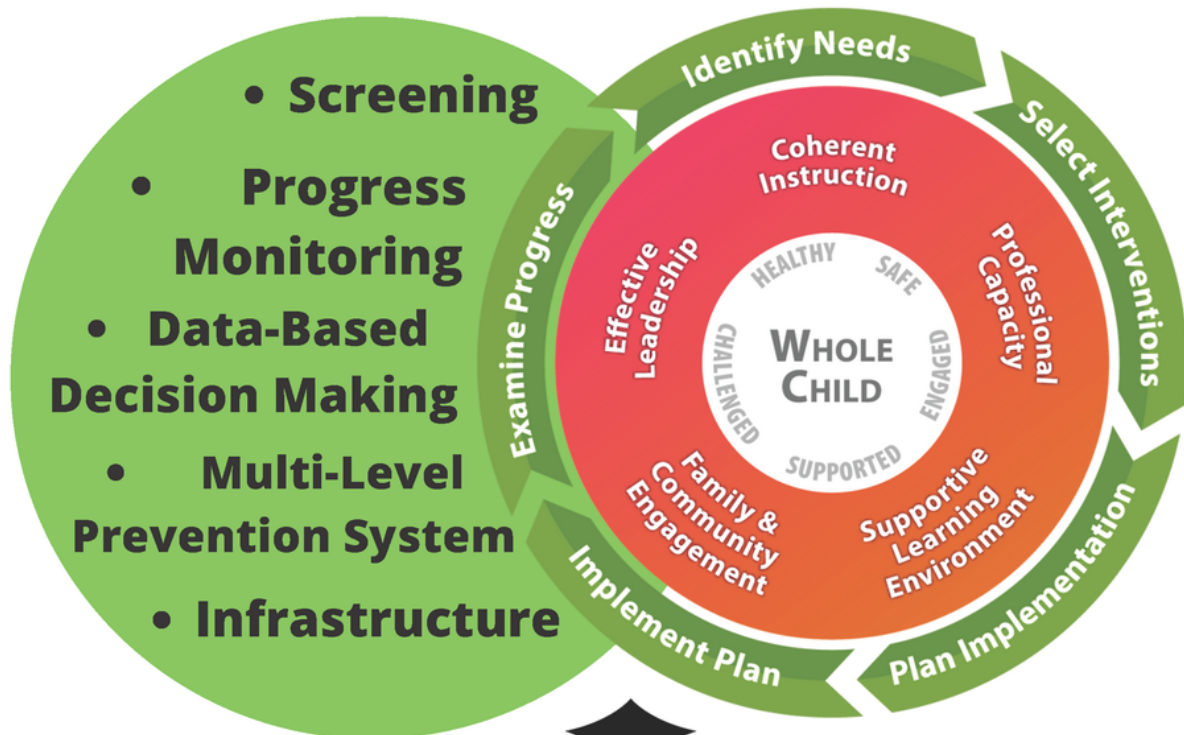 • Screening
• Progress
Monitoring
• Data-Based
Decision Making
• Multi-Level
Prevention System
• Infrastructure
Identify Needs
Select Interventions
Plan Implementation
Implement Plan
Examine Progress
Coherent
Instruction
Professional
Capacity
Supportive
Learning
Environment
Family &
Community
Engagement
Effective
Leadership
HEALTHY
SAFE
ENGAGED
SUPPORTED
CHALLENGED
WHOLE
CHILD